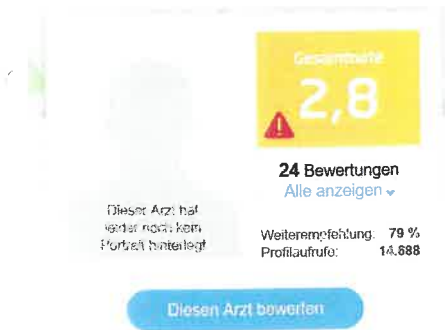 Gesamtnote
2,8
24 Bewertungen
Alle anzeigen
Dieser Arzt hat
leider noch kein
Portrait hinterlegt
Weiterempfehlung: 79 %
Profilaufrufe: 14.688
Diesen Arzt bewerten